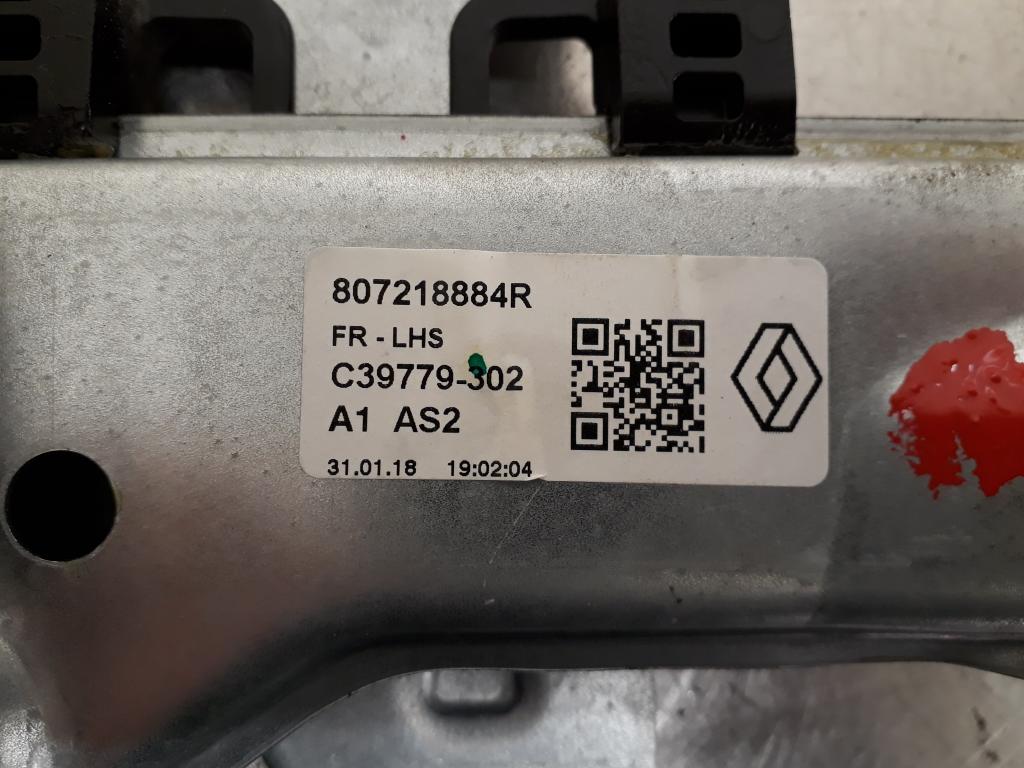 807218884R
FR - LHS
C39779-302
A1 AS2
31.01.18 19:02:04